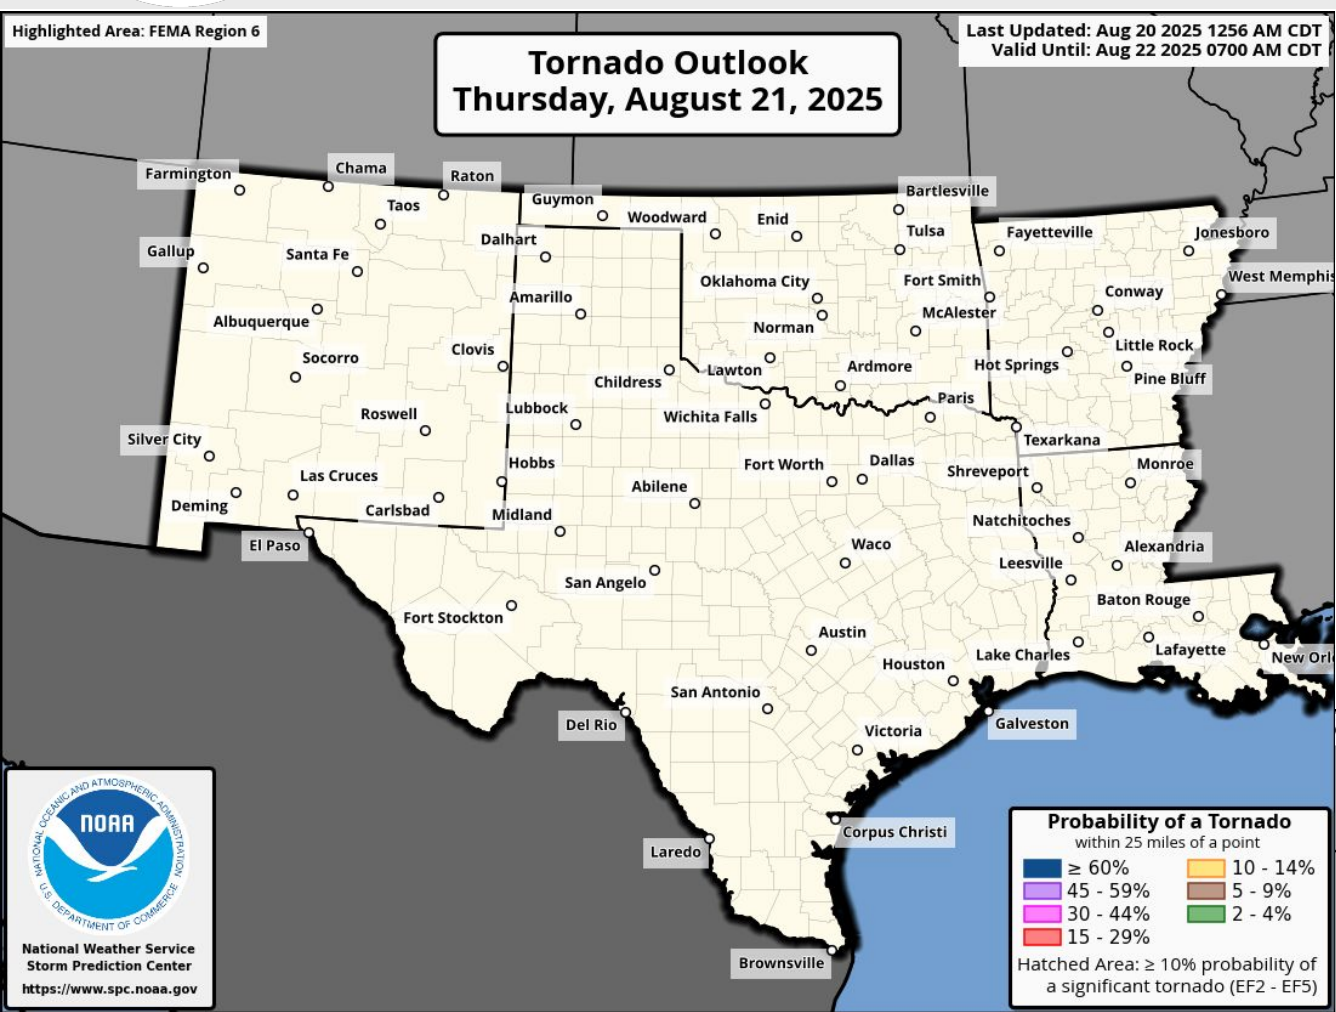 Highlighted Area: FEMA Region 6
Last Updated: Aug 20 2025 1256 AM CDT
Valid Until: Aug 22 2025 0700 AM CDT
Tornado Outlook
Thursday, August 21, 2025
Farmington
Chama
Raton
Taos
Guymon
Woodward
Enid
Bartlesville
Tulsa
Fayetteville
Jonesboro
Gallup
Santa Fe
Dalhart
Oklahoma City
Fort Smith
Conway
West Memphis
Albuquerque
Amarillo
Norman
McAlester
Little Rock
Socorro
Clovis
Childress
Lawton
Ardmore
Hot Springs
Pine Bluff
Roswell
Lubbock
Wichita Falls
Paris
Texarkana
Silver City
Las Cruces
Hobbs
Abilene
Fort Worth
Dallas
Shreveport
Monroe
Deming
Carlsbad
Midland
Natchitoches
El Paso
San Angelo
Waco
Leesville
Alexandria
Fort Stockton
Austin
Baton Rouge
Houston
Lake Charles
Lafayette
New Orl
San Antonio
Del Rio
Victoria
Galveston
Laredo
Corpus Christi
Brownsville
NATIONAL OCEANIC AND ATMOSPHERIC ADMINISTRATION
NOAA
U.S. DEPARTMENT OF COMMERCE
National Weather Service
Storm Prediction Center
https://www.spc.noaa.gov
Probability of a Tornado
within 25 miles of a point
≥ 60%
10 - 14%
45 - 59%
5 - 9%
30 - 44%
2 - 4%
15 - 29%
Hatched Area: ≥ 10% probability of
a significant tornado (EF2 - EF5)